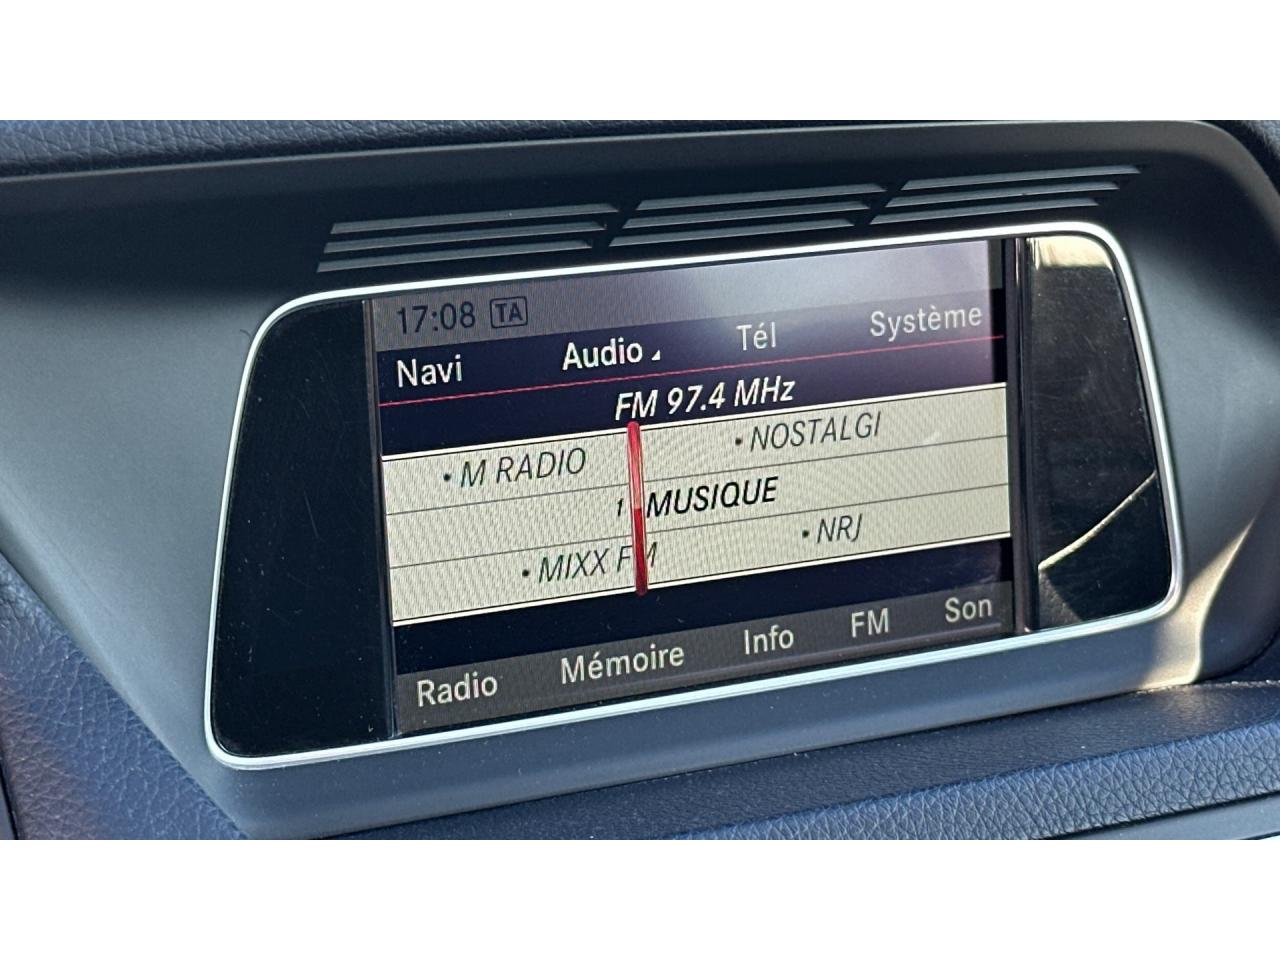 17:08 TA
Navi Audio Tél Système
FM 97.4 MHz
• M RADIO • NOSTALGI
1 MUSIQUE
• MIXX FM • NRJ
Radio Mémoire Info FM Son